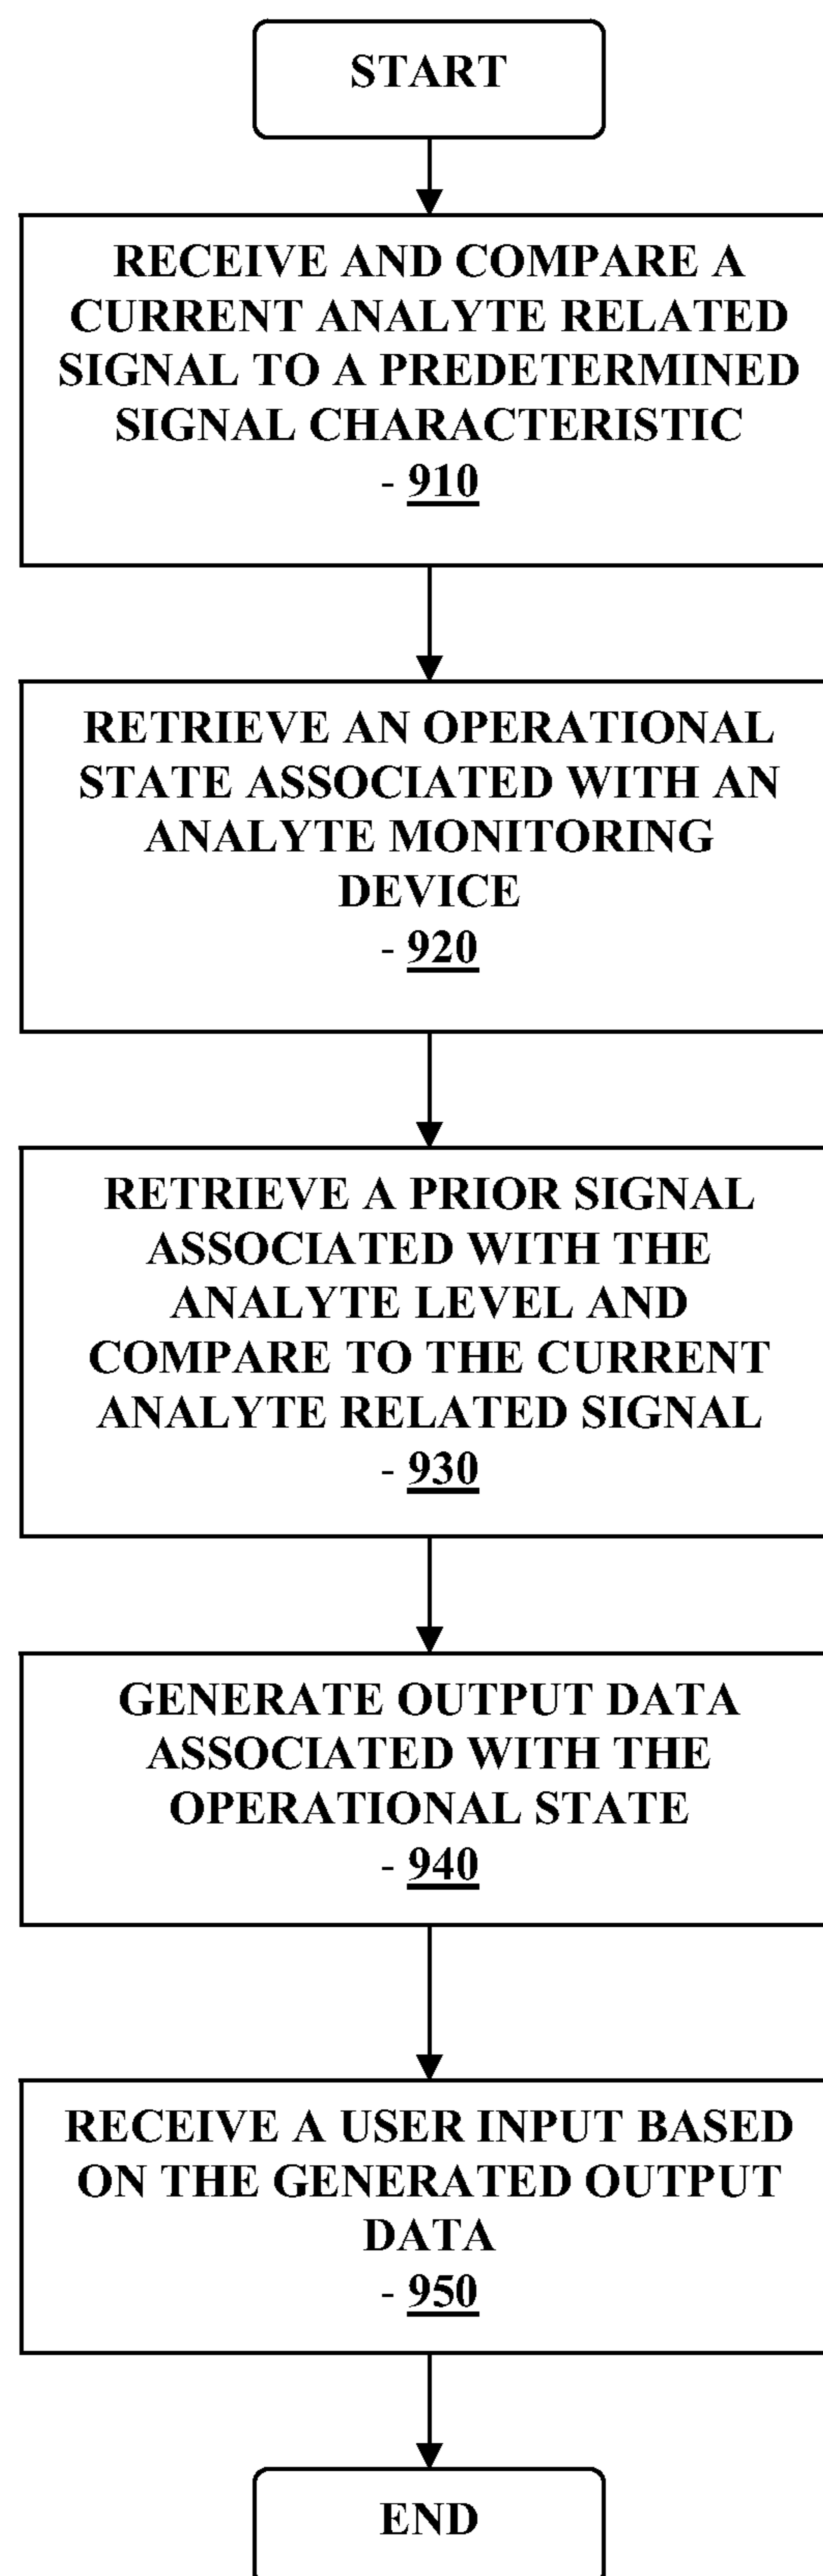 START
RECEIVE AND COMPARE A
CURRENT ANALYTE RELATED
SIGNAL TO A PREDETERMINED
SIGNAL CHARACTERISTIC
- 910
RETRIEVE AN OPERATIONAL
STATE ASSOCIATED WITH AN
ANALYTE MONITORING
DEVICE
- 920
RETRIEVE A PRIOR SIGNAL
ASSOCIATED WITH THE
ANALYTE LEVEL AND
COMPARE TO THE CURRENT
ANALYTE RELATED SIGNAL
- 930
GENERATE OUTPUT DATA
ASSOCIATED WITH THE
OPERATIONAL STATE
- 940
RECEIVE A USER INPUT BASED
ON THE GENERATED OUTPUT
DATA
- 950
END